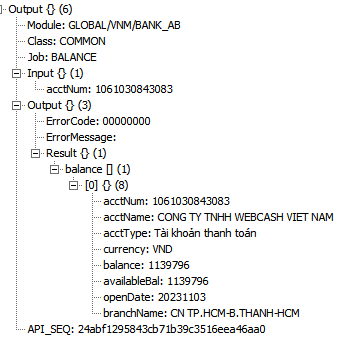 Output {} (6)
Module: GLOBAL/VNM/BANK_AB
Class: COMMON
Job: BALANCE
Input {} (1)
acctNum: 1061030843083
Output {} (3)
ErrorCode: 00000000
ErrorMessage:
Result {} (1)
balance [] (1)
[0] {} (8)
acctNum: 1061030843083
acctName: CONG TY TNHH WEBCASH VIET NAM
acctType: Tài khoản thanh toán
currency: VND
balance: 1139796
availableBal: 1139796
openDate: 20231103
branchName: CN TP.HCM-B.THANH-HCM
API_SEQ: 24abf1295843cb71b39c3516eea46aa0